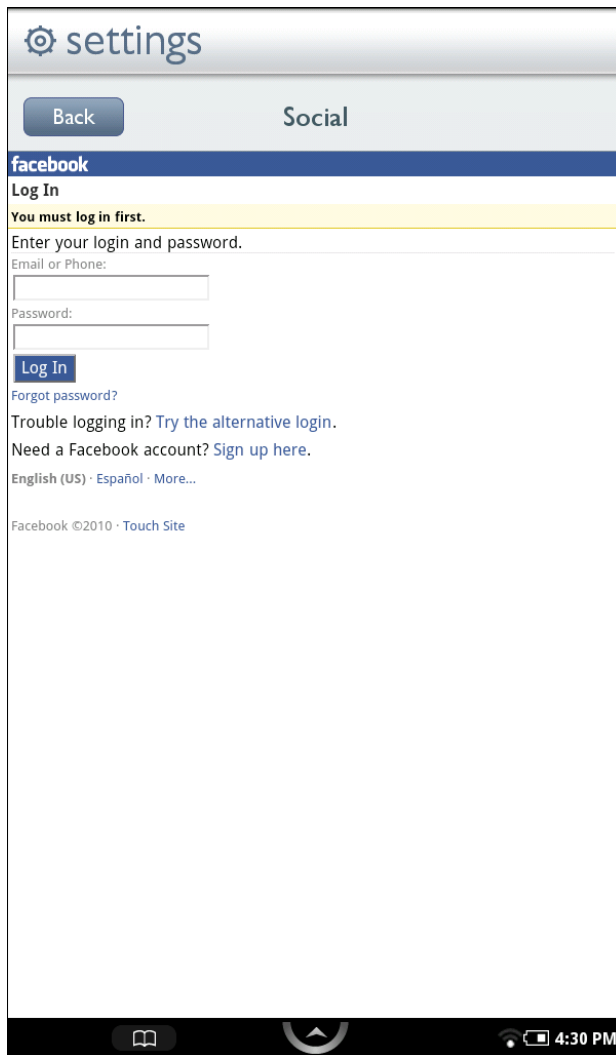 settings
Back
Social
facebook
Log In
You must log in first.
Enter your login and password.
Email or Phone:
Password:
Log In
Forgot password?
Trouble logging in? Try the alternative login.
Need a Facebook account? Sign up here.
English (US) · Español · More...
Facebook ©2010 · Touch Site
4:30 PM